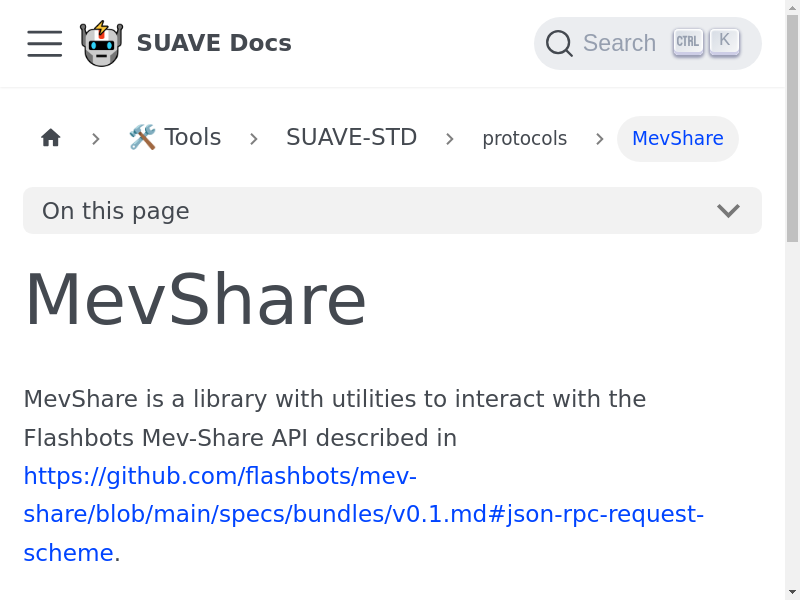 SUAVE Docs
Search CTRL K
🛠️ Tools SUAVE-STD protocols MevShare
On this page
MevShare
MevShare is a library with utilities to interact with the
Flashbots Mev-Share API described in
https://github.com/flashbots/mev-
share/blob/main/specs/bundles/v0.1.md#json-rpc-request-
scheme.